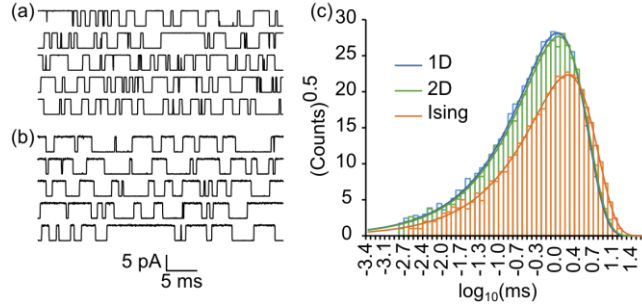 (a)
(b)
5 pA
5 ms
(c)
(Counts)0.5
30
25
20
15
10
5
0
1D
2D
Ising
-3.4 -3.1 -2.7 -2.4 -2.0 -1.7 -1.3 -1.0 -0.7 -0.3 0.0 0.4 0.7 1.1 1.4
log10(ms)